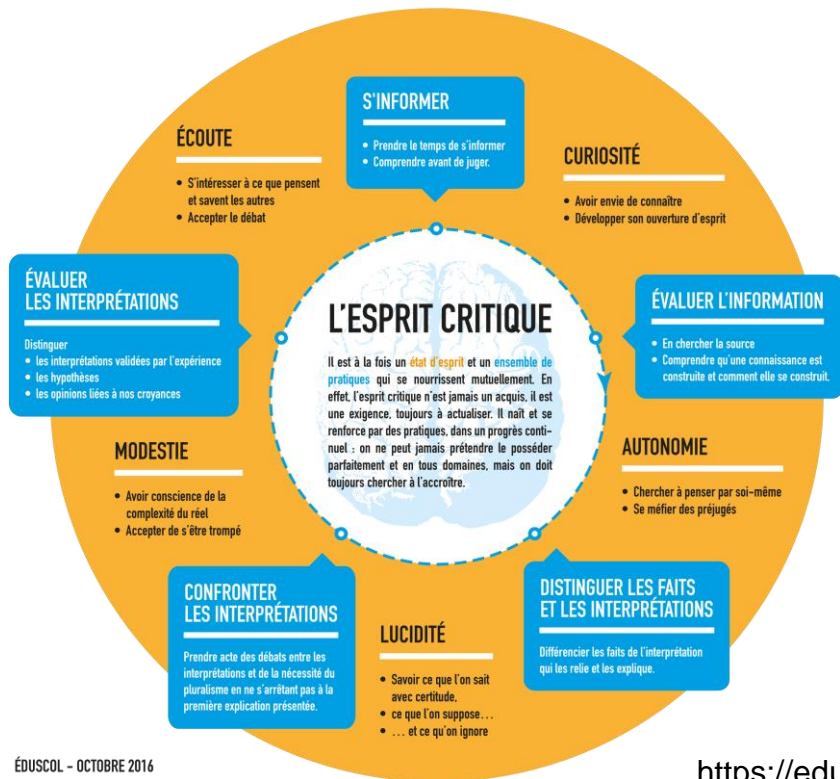 S'INFORMER
• Prendre le temps de s'informer
• Comprendre avant de juger.
ÉCOUTE
• S'intéresser à ce que pensent
et savent les autres
• Accepter le débat
CURIOSITÉ
• Avoir envie de connaître
• Développer son ouverture d'esprit
ÉVALUER
LES INTERPRÉTATIONS
Distinguer
• les interprétations validées par l'expérience
• les hypothèses
• les opinions liées à nos croyances
L'ESPRIT CRITIQUE
Il est à la fois un état d'esprit et un ensemble de
pratiques qui se nourrissent mutuellement. En
effet, l'esprit critique n'est jamais un acquis, il est
une exigence, toujours à actualiser. Il naît et se
renforce par des pratiques, dans un progrès conti-
nuel : on ne peut jamais prétendre le posséder
parfaitement et en tous domaines, mais on doit
toujours chercher à l'accroître.
ÉVALUER L'INFORMATION
• En chercher la source
• Comprendre qu'une connaissance est
construite et comment elle se construit.
MODESTIE
• Avoir conscience de la
complexité du réel
• Accepter de s'être trompé
AUTONOMIE
• Chercher à penser par soi-même
• Se méfier des préjugés
CONFRONTER
LES INTERPRÉTATIONS
Prendre acte des débats entre les
interprétations et de la nécessité du
pluralisme en ne s'arrêtant pas à la
première explication présentée.
LUCIDITÉ
• Savoir ce que l'on sait
avec certitude,
• ce que l'on suppose...
• ... et ce qu'on ignore
DISTINGUER LES FAITS
ET LES INTERPRÉTATIONS
Différencier les faits de l'interprétation
qui les relie et les explique.
ÉDUSCOL - OCTOBRE 2016
https://edu